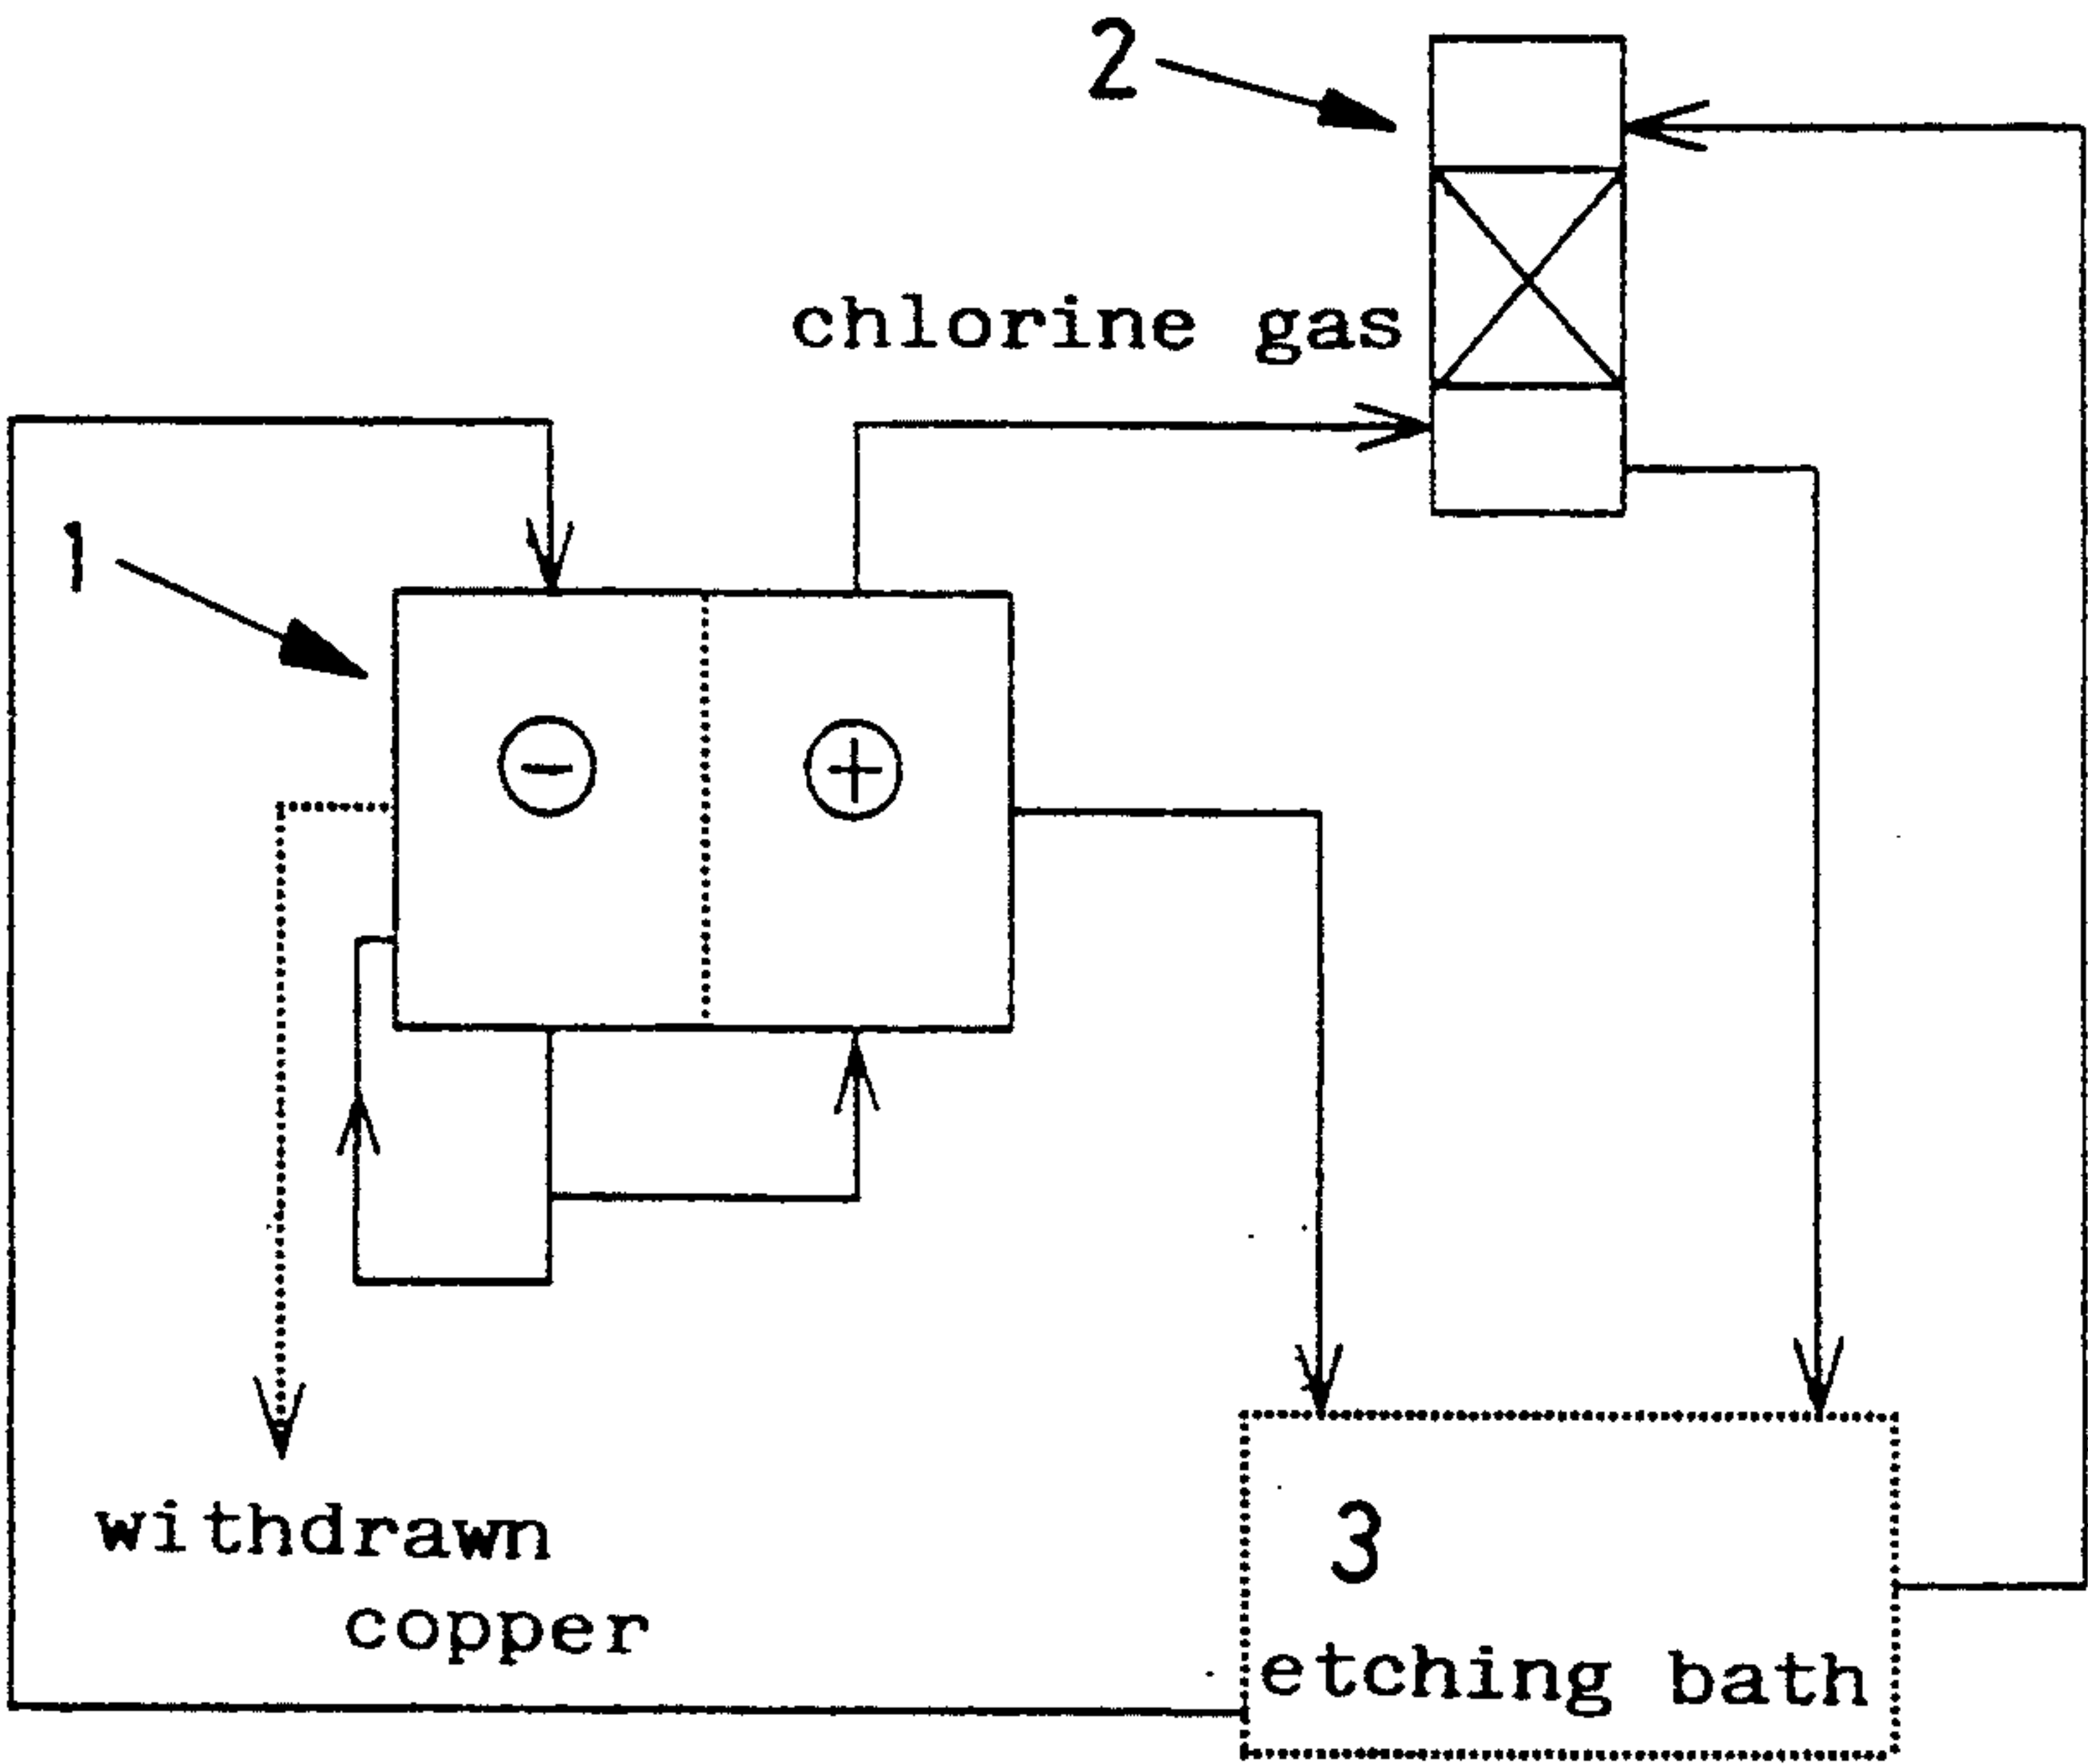 2
chlorine gas
1
− +
withdrawn
copper
3
etching bath